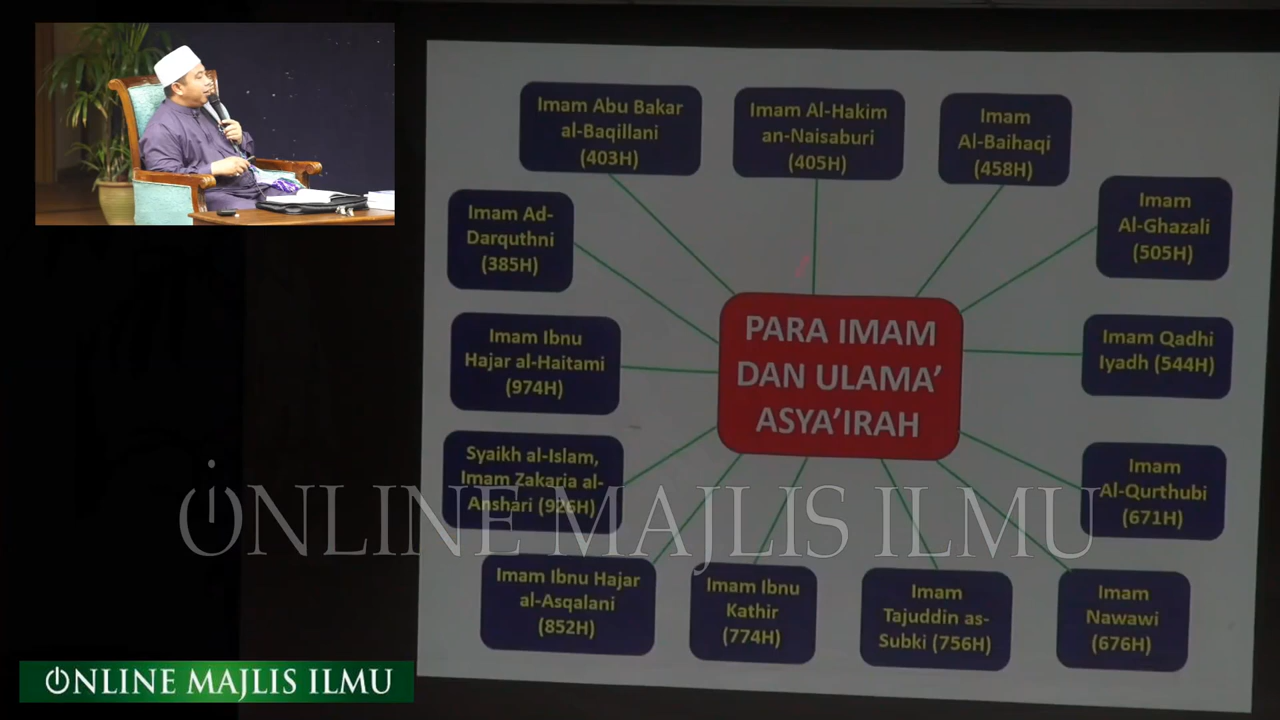 Imam Abu Bakar
al-Baqillani
(403H)
Imam Al-Hakim
an-Naisaburi
(405H)
Imam
Al-Baihaqi
(458H)
Imam
Al-Ghazali
(505H)
Imam Ad-
Darquthni
(385H)
PARA IMAM
DAN ULAMA’
ASYA’IRAH
Imam Ibnu
Hajar al-Haitami
(974H)
Imam Qadhi
Iyadh (544H)
Syaikh al-Islam,
Imam Zakaria al-
Anshari (926H)
Imam
Al-Qurthubi
(671H)
ONLINE MAJLIS ILMU
Imam Ibnu Hajar
al-Asqalani
(852H)
Imam Ibnu
Kathir
(774H)
Imam
Tajuddin as-
Subki (756H)
Imam
Nawawi
(676H)
ONLINE MAJLIS ILMU